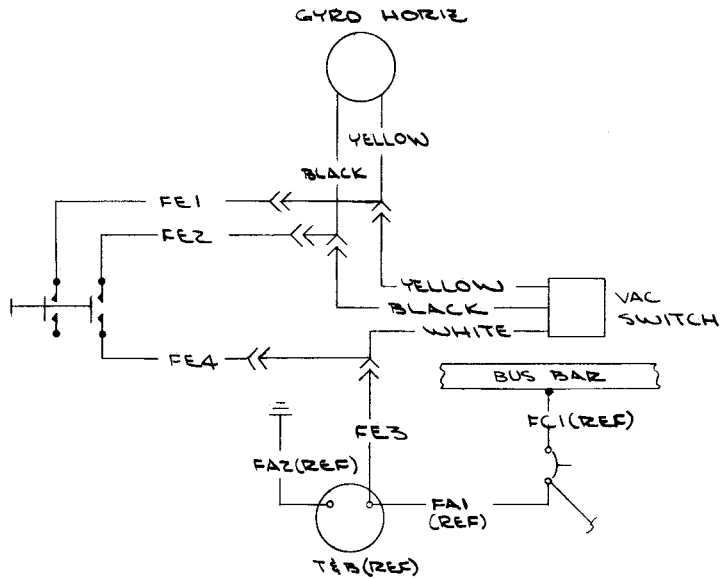 GYRO HORIZ
YELLOW
BLACK
FE1
FE2
YELLOW
BLACK
WHITE
VAC
SWITCH
FE4
BUS BAR
FC1(REF)
FE3
FA2(REF)
FA1
(REF)
T&B(REF)